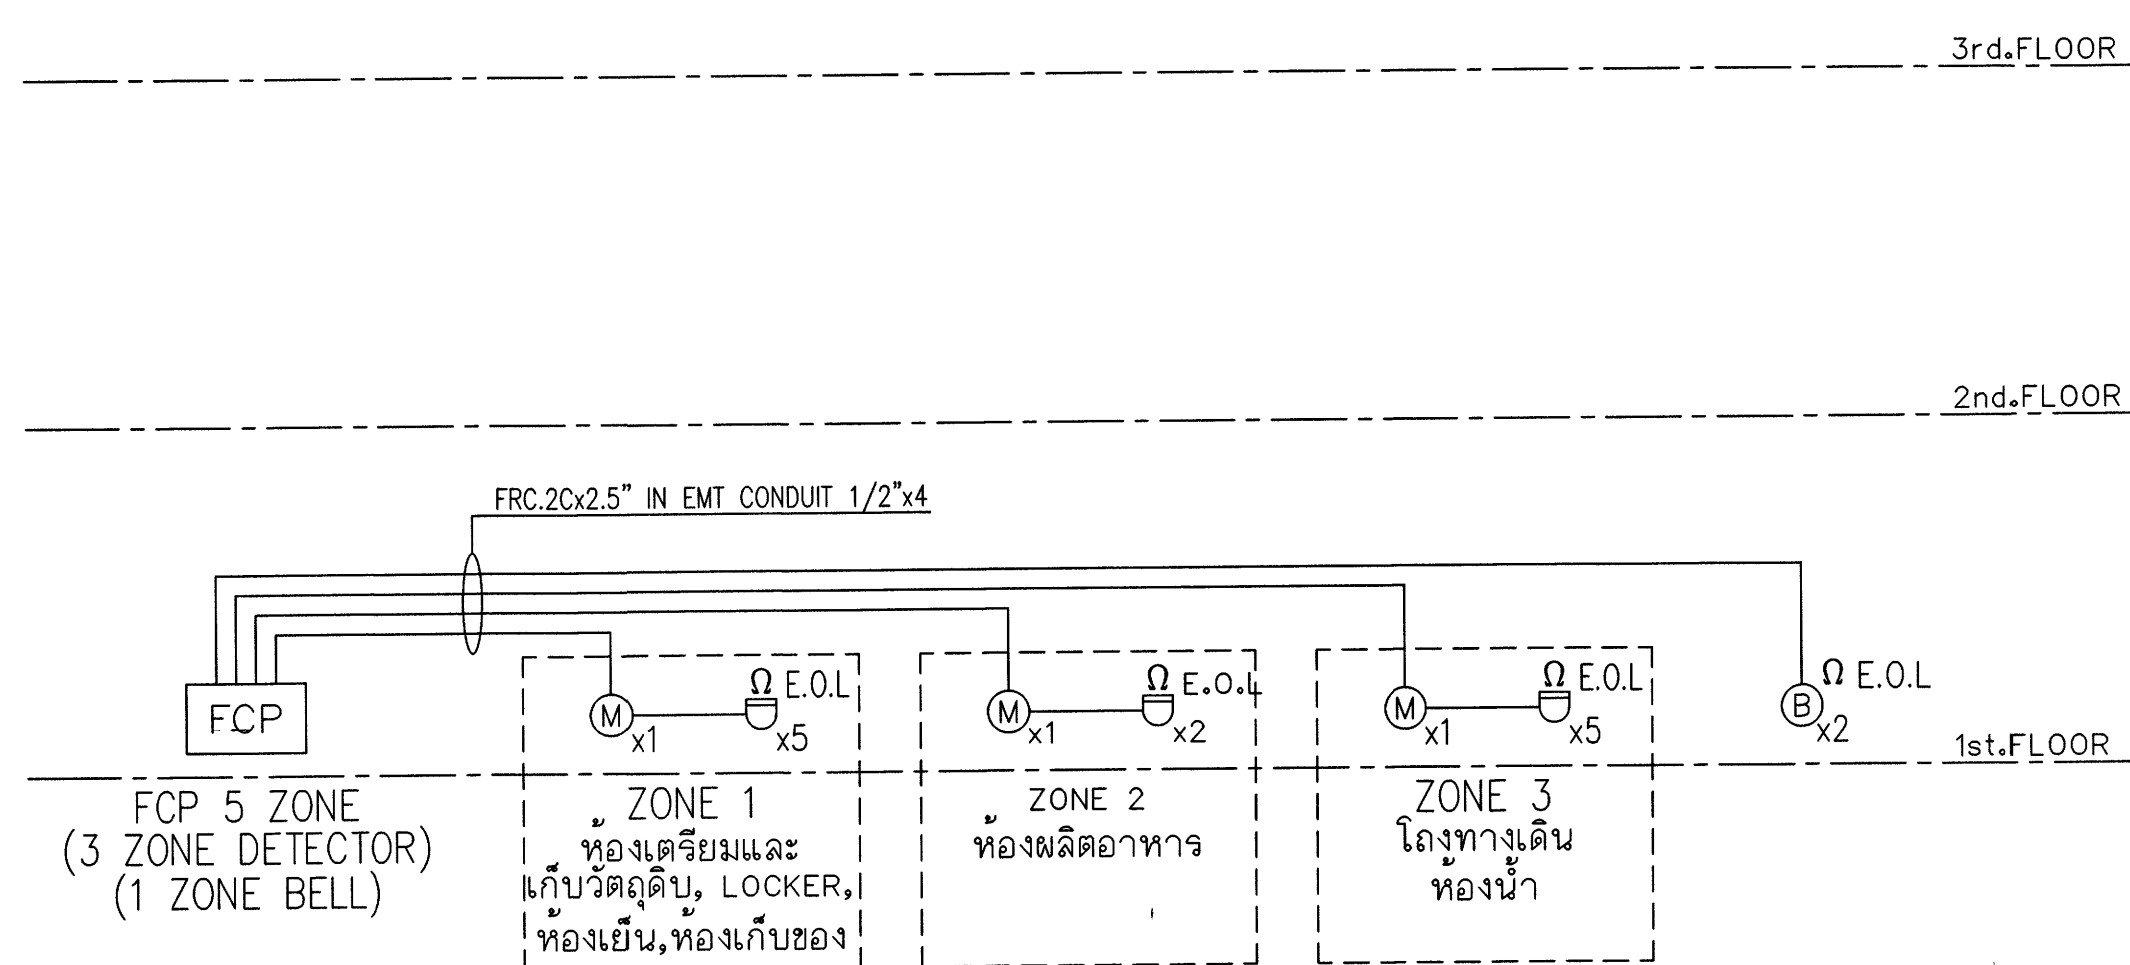 3rd.FLOOR
2nd.FLOOR
FRC.2Cx2.5" IN EMT CONDUIT 1/2"x4
FCP
M x1
Ω E.O.L
x5
M x1
Ω E.O.L
x2
M x1
Ω E.O.L
x5
B x2
Ω E.O.L
1st.FLOOR
FCP 5 ZONE
(3 ZONE DETECTOR)
(1 ZONE BELL)
ZONE 1
ห้องเตรียมและ
เก็บวัตถุดิบ, LOCKER,
ห้องเย็น,ห้องเก็บของ
ZONE 2
ห้องผลิตอาหาร
ZONE 3
โถงทางเดิน
ห้องน้ำ